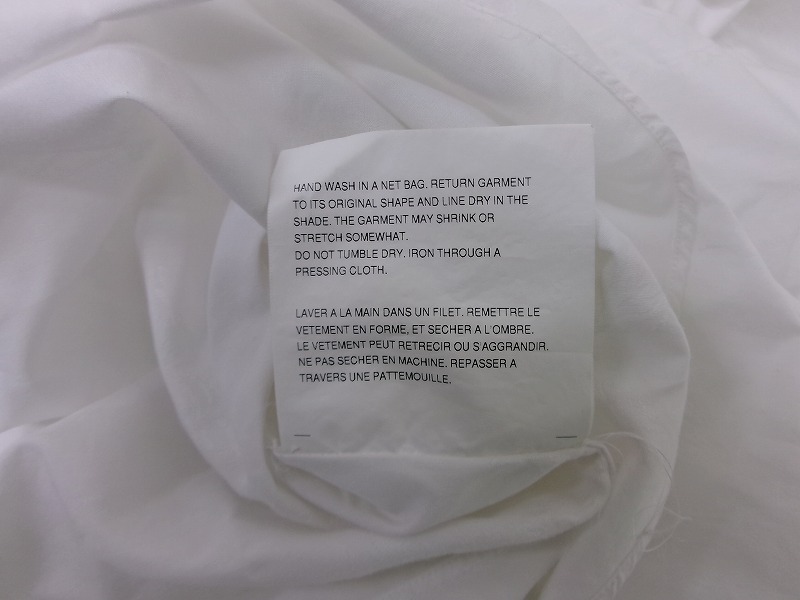 HAND WASH IN A NET BAG. RETURN GARMENT
TO ITS ORIGINAL SHAPE AND LINE DRY IN THE
SHADE. THE GARMENT MAY SHRINK OR
STRETCH SOMEWHAT.
DO NOT TUMBLE DRY. IRON THROUGH A
PRESSING CLOTH.
LAVER A LA MAIN DANS UN FILET. REMETTRE LE
VETEMENT EN FORME, ET SECHER A L'OMBRE.
LE VETEMENT PEUT RETRECIR OU S'AGGRANDIR.
NE PAS SECHER EN MACHINE. REPASSER A
TRAVERS UNE PATTEMOUILLE.